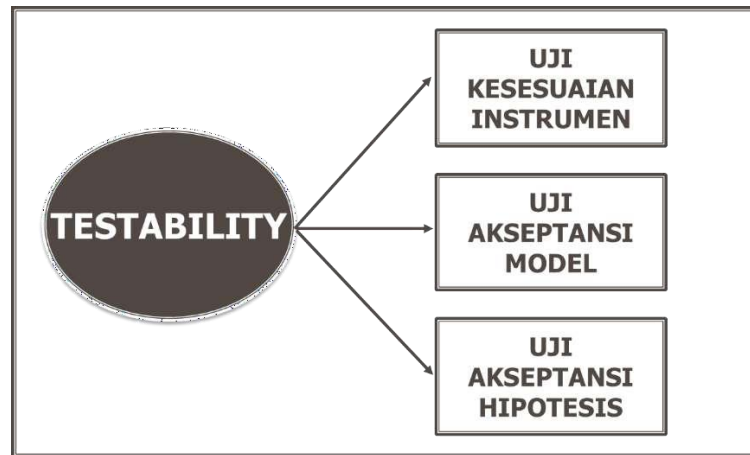 TESTABILITY
UJI
KESESUAIAN
INSTRUMEN
UJI
AKSEPTANSI
MODEL
UJI
AKSEPTANSI
HIPOTESIS